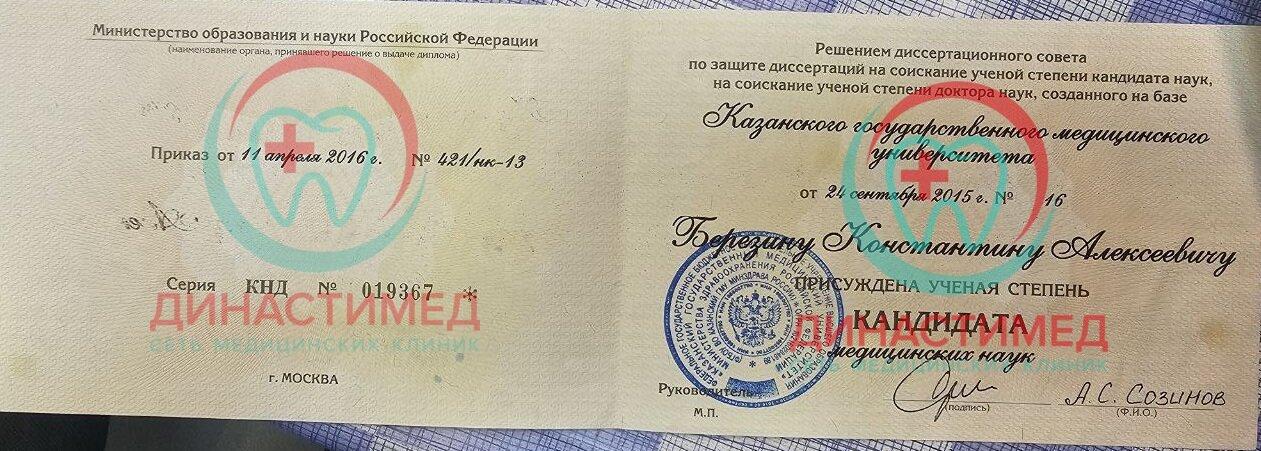 Министерство образования и науки Российской Федерации
(наименование органа, принявшего решение о выдаче диплома)
Приказ от 11 апреля 2016 г. № 421/нк-13
Серия КНД № 019367 *
ДИНАСТИМЕД
СЕТЬ МЕДИЦИНСКИХ КЛИНИК
г. МОСКВА
Решением диссертационного совета
по защите диссертаций на соискание ученой степени кандидата наук,
на соискание ученой степени доктора наук, созданного на базе
Казанского государственного медицинского
университета
от 24 сентября 2015 г. № 16
Березину Константину Алексеевичу
ПРИСУЖДЕНА УЧЕНАЯ СТЕПЕНЬ
КАНДИДАТА
ДИНАСТИМЕД
медицинских наук
СЕТЬ МЕДИЦИНСКИХ КЛИНИК
Руководитель
А.С. Созинов
М.П.
(подпись)
(Ф.И.О.)